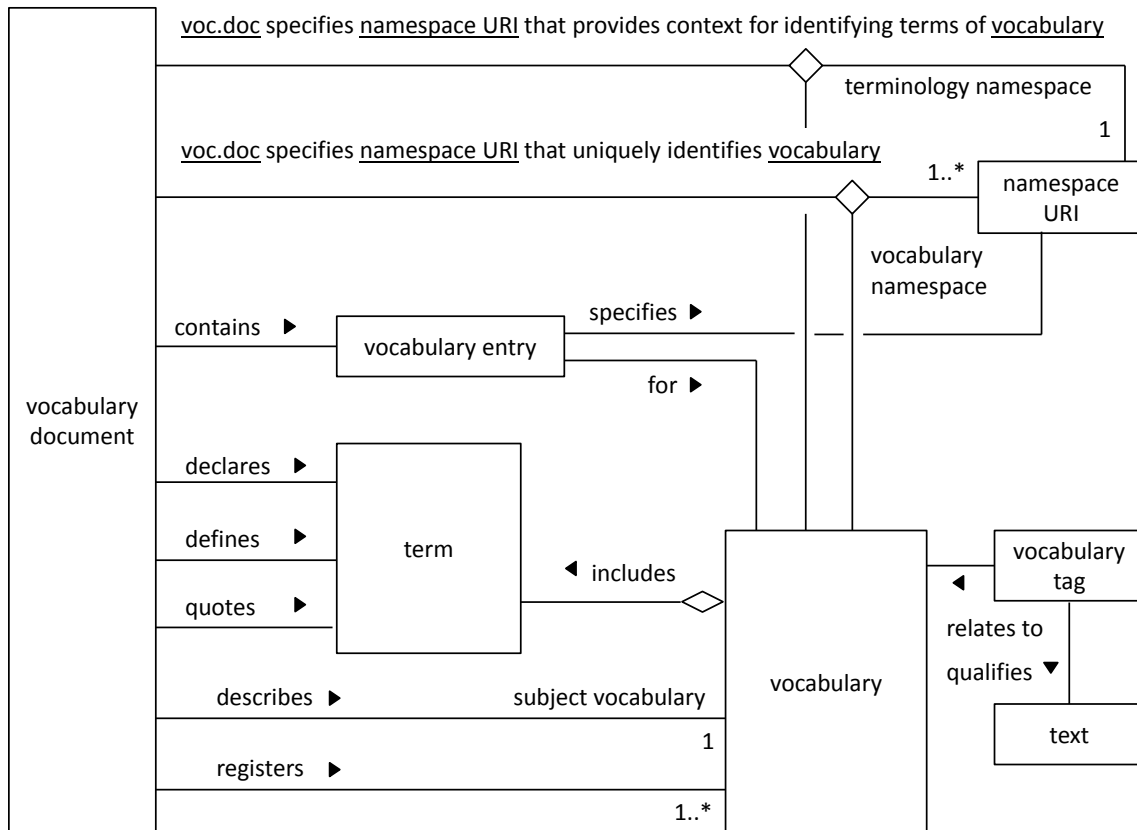 voc.doc specifies namespace URI that provides context for identifying terms of vocabulary
terminology namespace
1
voc.doc specifies namespace URI that uniquely identifies vocabulary
1..*
namespace
URI
vocabulary
namespace
contains
vocabulary entry
specifies
for
vocabulary
document
declares
defines
quotes
term
includes
vocabulary
tag
relates to
qualifies
text
vocabulary
describes
subject vocabulary
1
registers
1..*